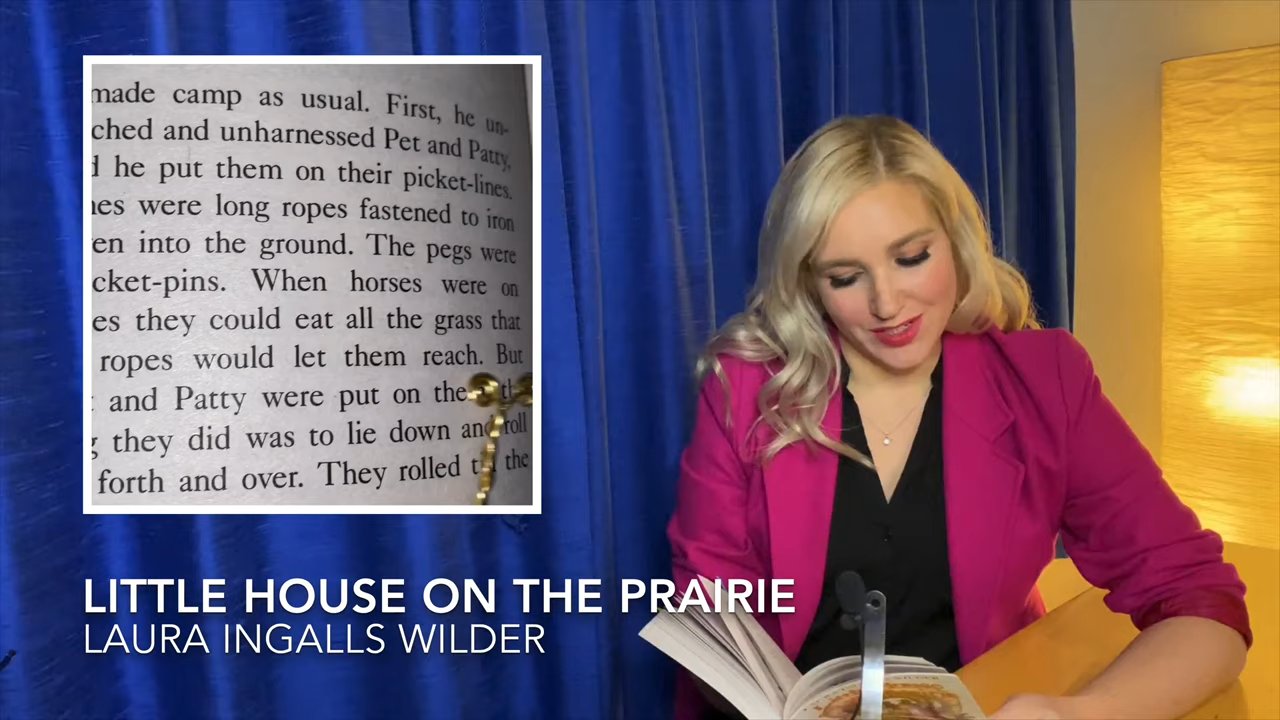 made camp as usual. First, he un-
ched and unharnessed Pet and Patty,
he put them on their picket-lines.
nes were long ropes fastened to iron
en into the ground. The pegs were
cket-pins. When horses were on
es they could eat all the grass that
ropes would let them reach. But
and Patty were put on the
they did was to lie down and roll
forth and over. They rolled the
LITTLE HOUSE ON THE PRAIRIE
LAURA INGALLS WILDER